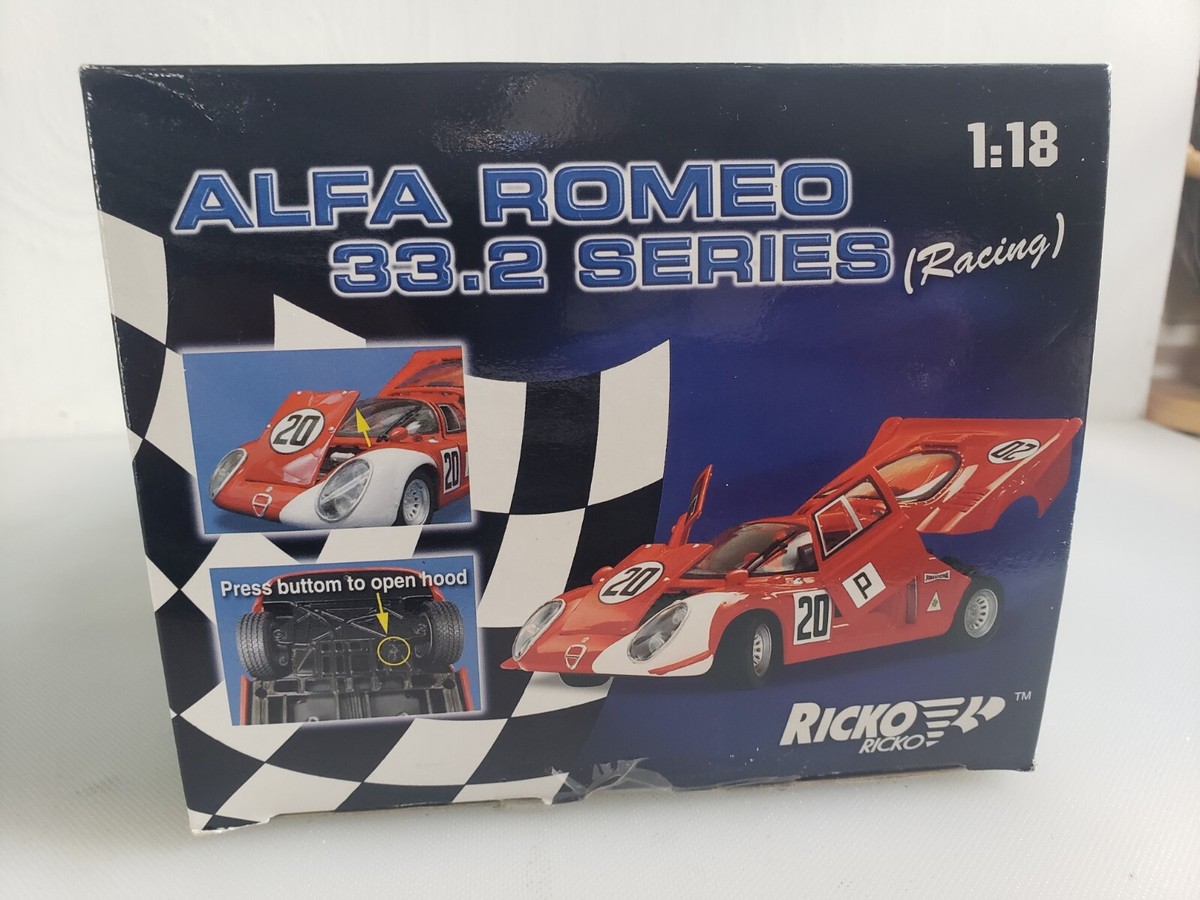 1:18
ALFA ROMEO
33.2 SERIES (Racing)
20
20
Press buttom to open hood
20
20
20
P
RICKO
RICKO
TM